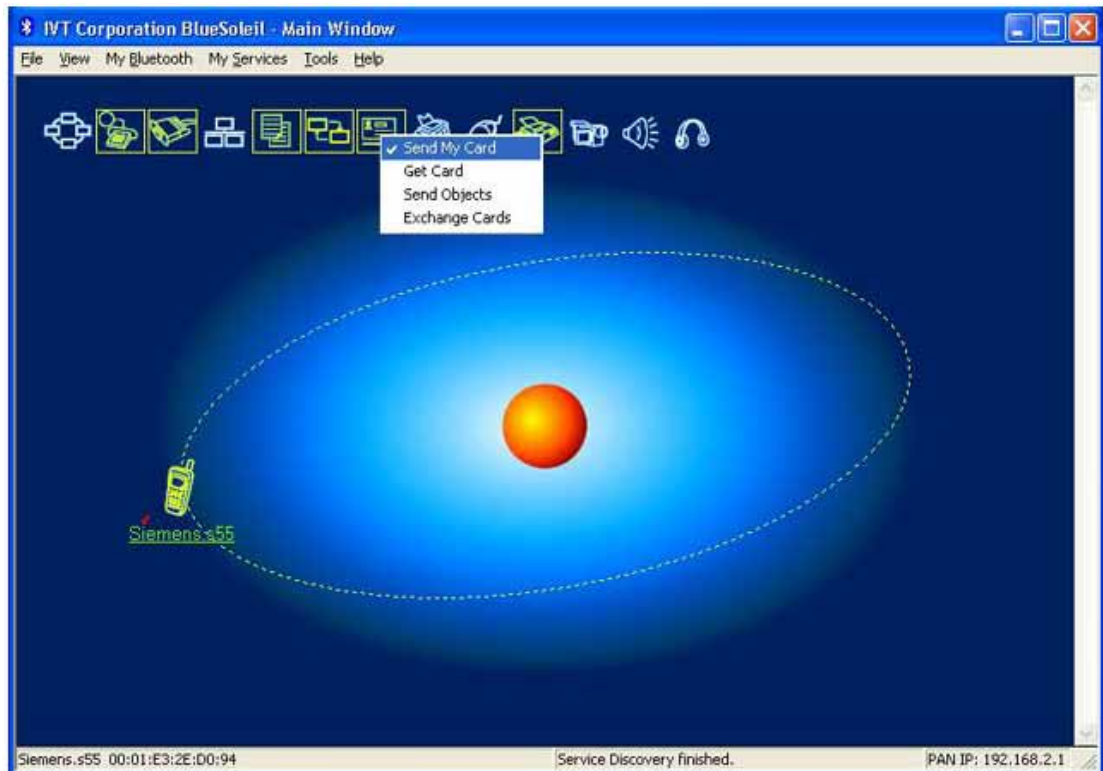 IVT Corporation BlueSoleil - Main Window
File View My Bluetooth My Services Tools Help
Send My Card
Get Card
Send Objects
Exchange Cards
Siemens.s55
Siemens.s55 00:01:E3:2E:D0:94 Service Discovery finished. PAN IP: 192.168.2.1